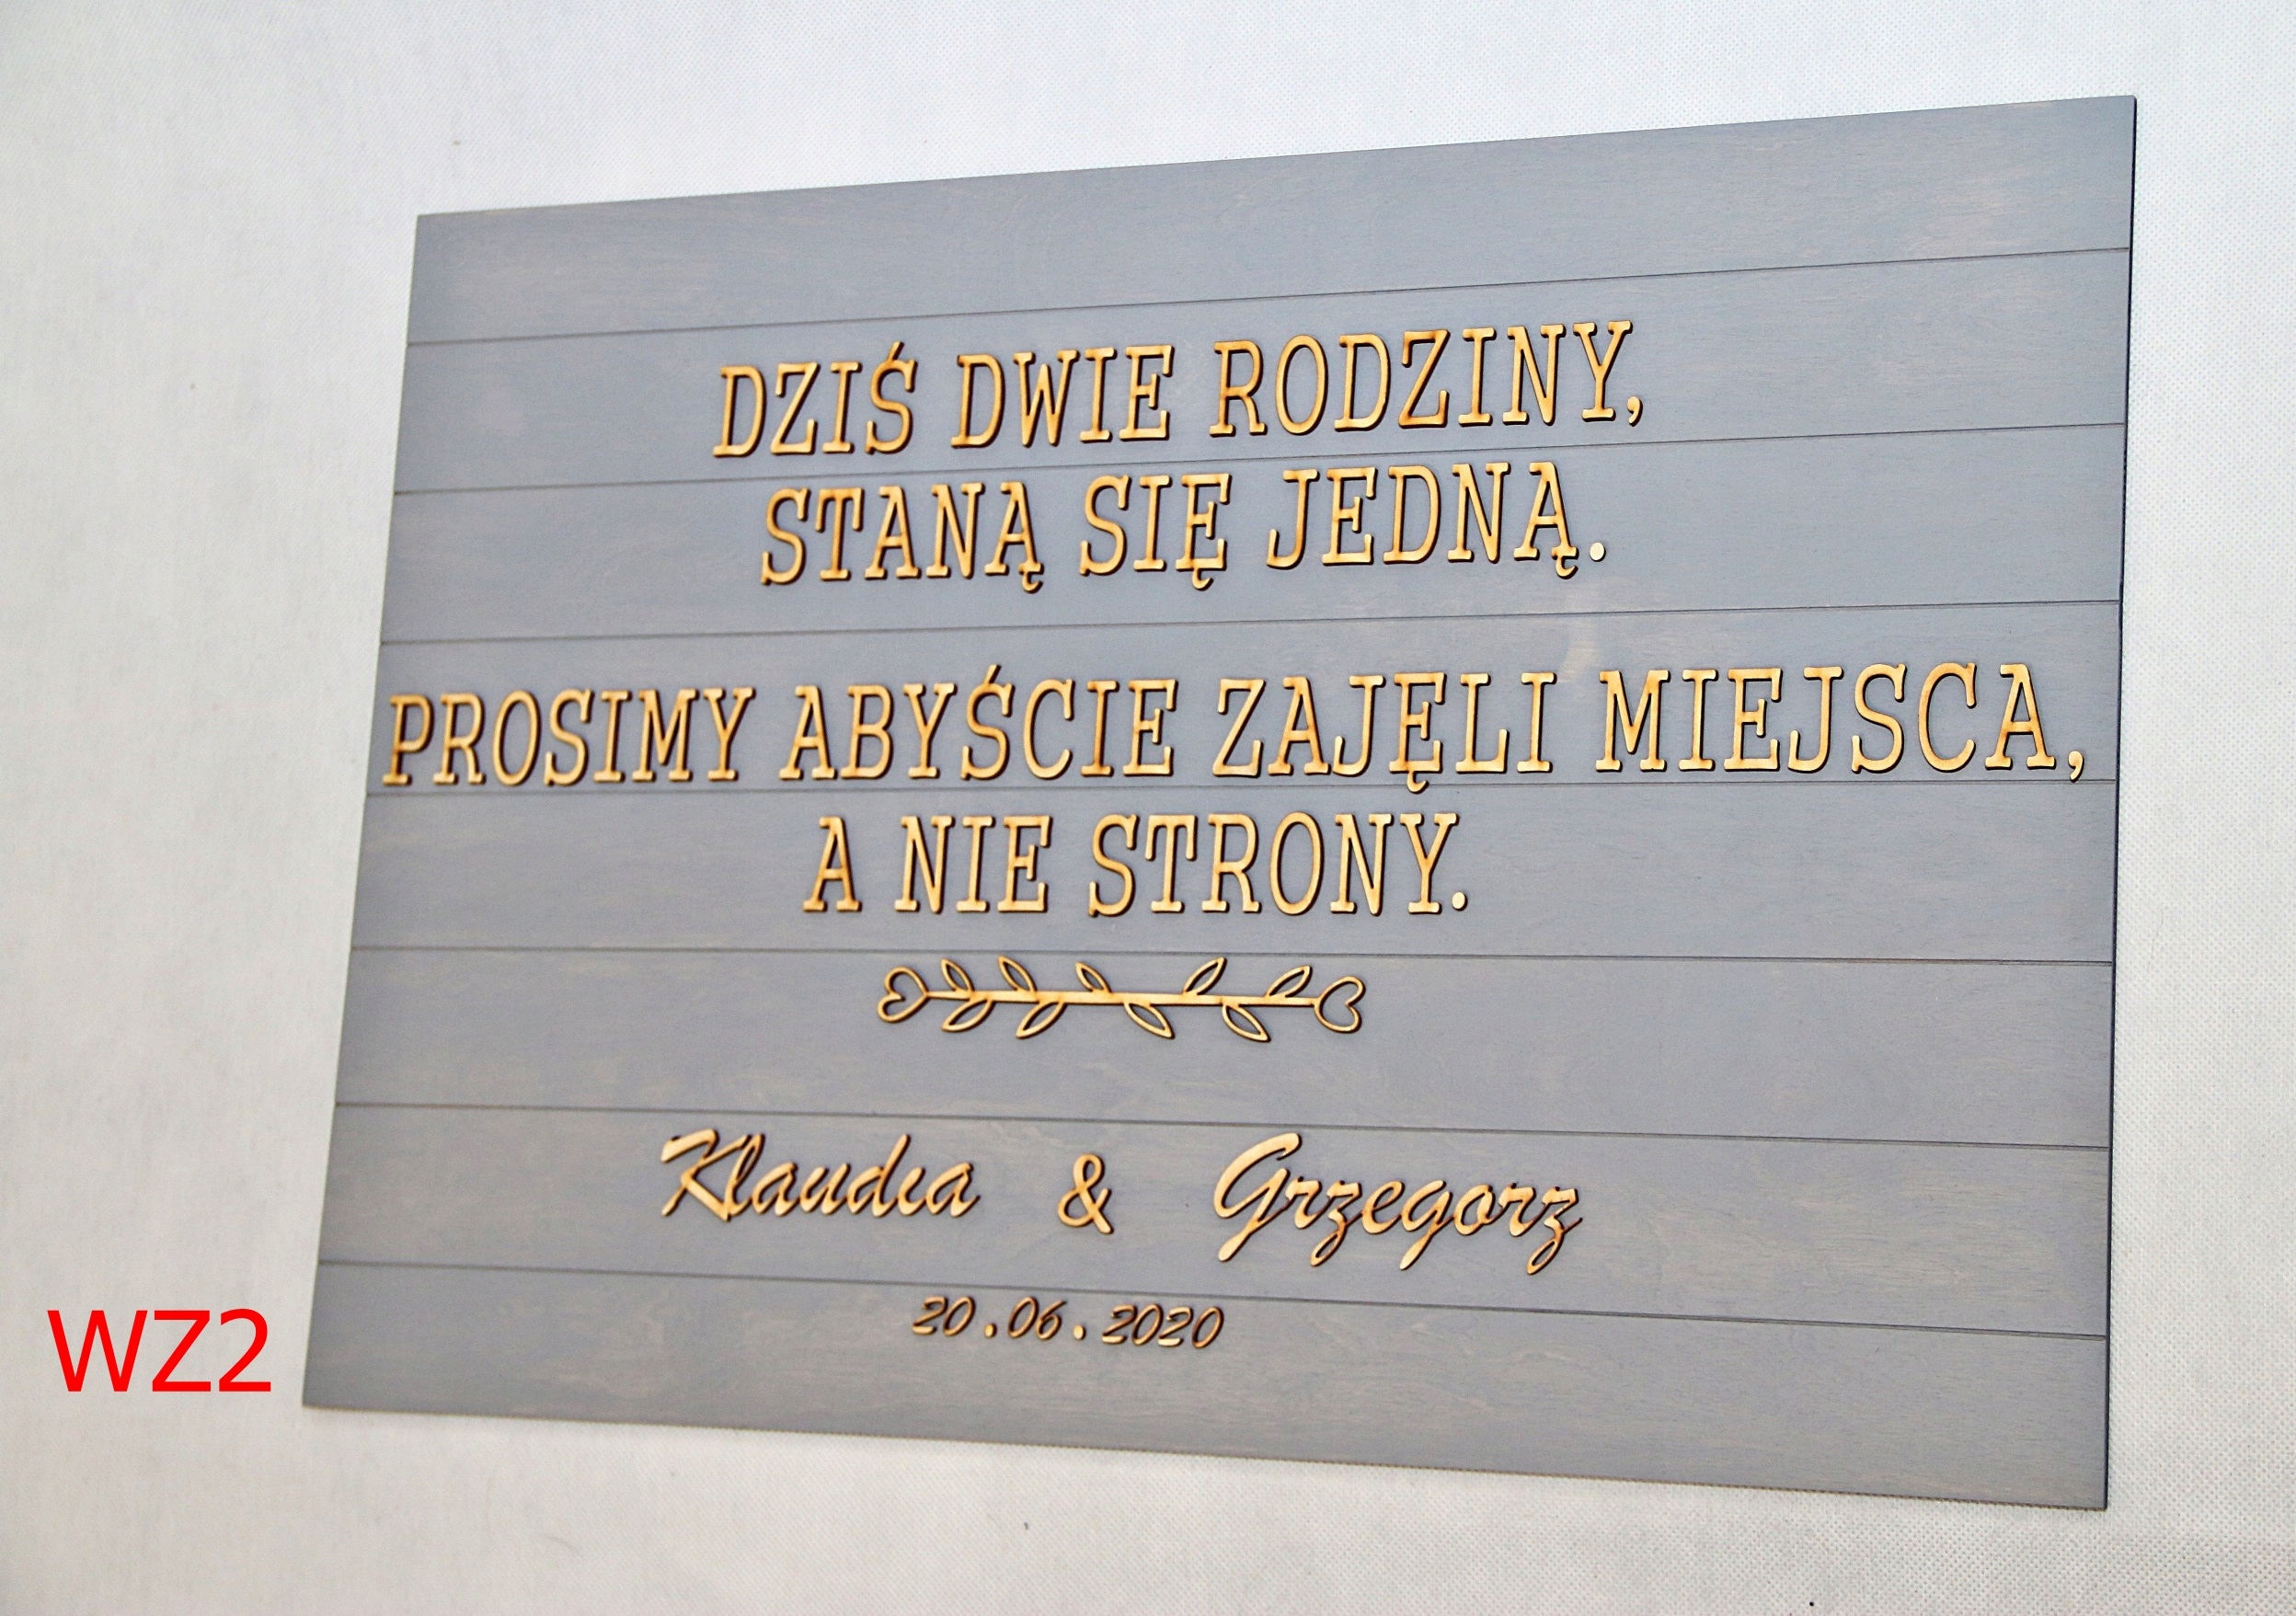 DZIŚ DWIE RODZINY,
STANĄ SIĘ JEDNĄ.
PROSIMY ABYŚCIE ZAJĘLI MIEJSCA,
A NIE STRONY.
Klaudia & Grzegorz
20.06.2020
WZ2